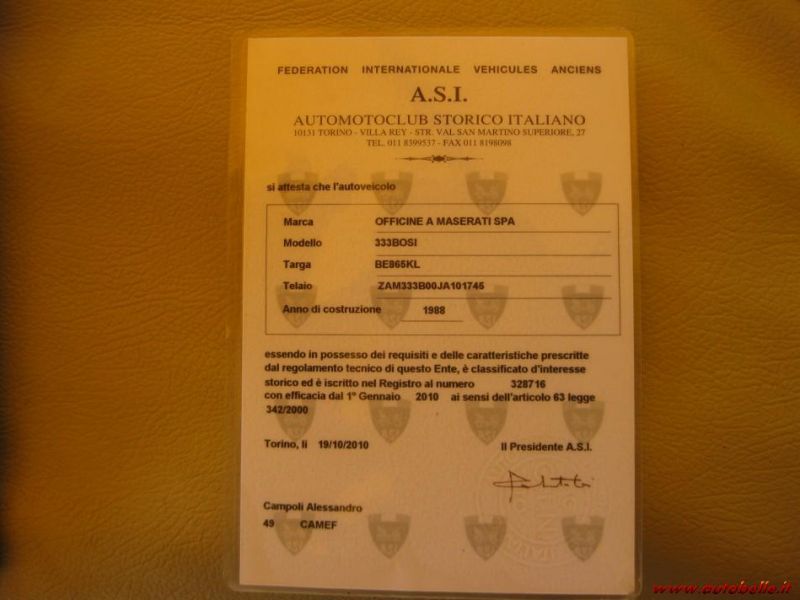 FEDERATION INTERNATIONALE VEHICULES ANCIENS
A.S.I.
AUTOMOTOCLUB STORICO ITALIANO
10131 TORINO - VILLA REY - STR. VAL SAN MARTINO SUPERIORE, 27
TEL. 011 8399537 - FAX 011 8198098
si attesta che l'autoveicolo
Marca OFFICINE A MASERATI SPA
Modello 333BOSI
Targa BE865KL
Telaio ZAM333B00JA101745
Anno di costruzione 1988
essendo in possesso dei requisiti e delle caratteristiche prescritte
dal regolamento tecnico di questo Ente, è classificato d'interesse
storico ed è iscritto nel Registro al numero 328716
con efficacia dal 1° Gennaio 2010 ai sensi dell'articolo 63 legge
342/2000
Torino, li 19/10/2010 Il Presidente A.S.I.
Campoli Alessandro
49 CAMEF
www.autobelle.it